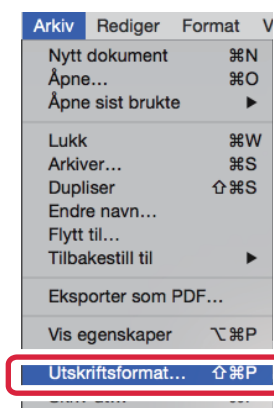 Arkiv Rediger Format
Nytt dokument ⌘N
Åpne... ⌘O
Åpne sist brukte ▶
Lukk ⌘W
Arkiver... ⌘S
Dupliser ⇧⌘S
Endre navn...
Flytt til...
Tilbakestill til ▶
Eksporter som PDF...
Vis egenskaper ⌥⌘P
Utskriftsformat... ⇧⌘P